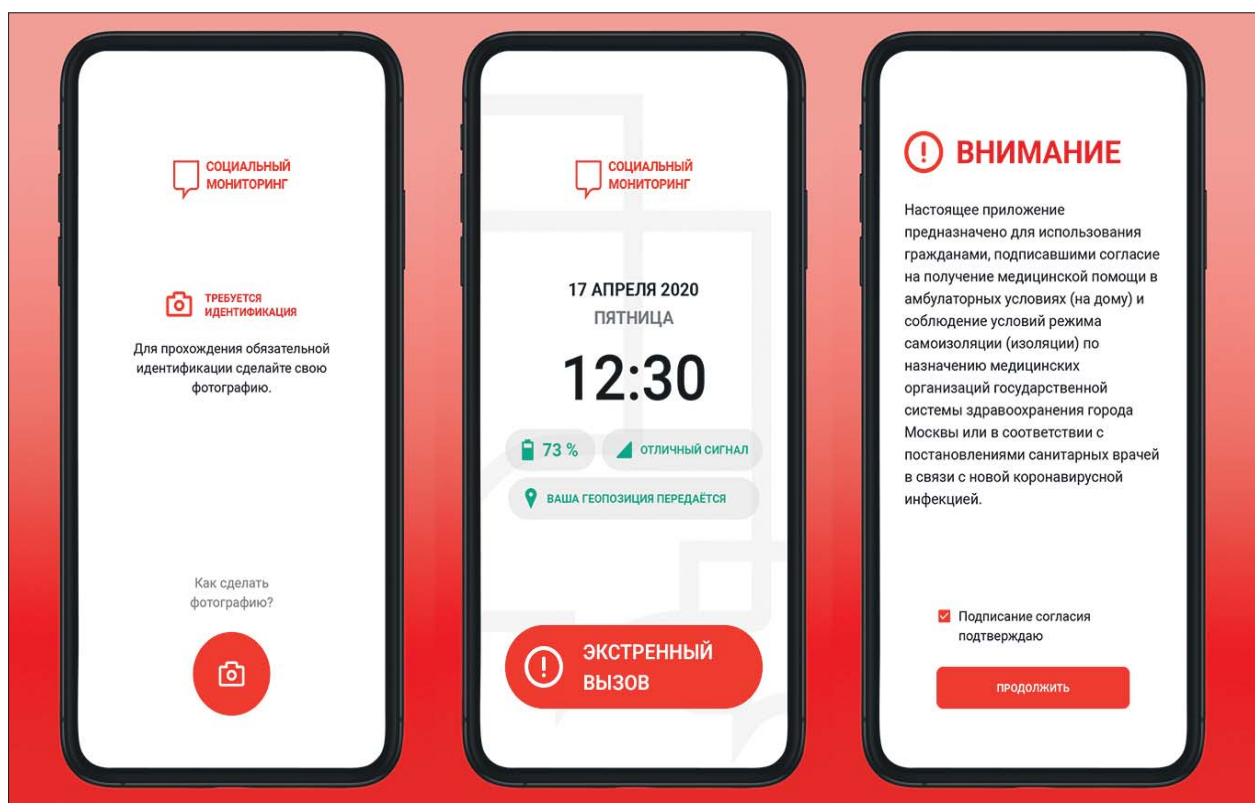 СОЦИАЛЬНЫЙ
МОНИТОРИНГ
ТРЕБУЕТСЯ
ИДЕНТИФИКАЦИЯ
Для прохождения обязательной
идентификации сделайте свою
фотографию.
Как сделать
фотографию?
СОЦИАЛЬНЫЙ
МОНИТОРИНГ
17 АПРЕЛЯ 2020
ПЯТНИЦА
12:30
73 %
ОТЛИЧНЫЙ СИГНАЛ
ВАША ГЕОПОЗИЦИЯ ПЕРЕДАЁТСЯ
ЭКСТРЕННЫЙ
ВЫЗОВ
ВНИМАНИЕ
Настоящее приложение
предназначено для использования
гражданами, подписавшими согласие
на получение медицинской помощи в
амбулаторных условиях (на дому) и
соблюдение условий режима
самоизоляции (изоляции) по
назначению медицинских
организаций государственной
системы здравоохранения города
Москвы или в соответствии с
постановлениями санитарных врачей
в связи с новой коронавирусной
инфекцией.
Подписание согласия
подтверждаю
ПРОДОЛЖИТЬ